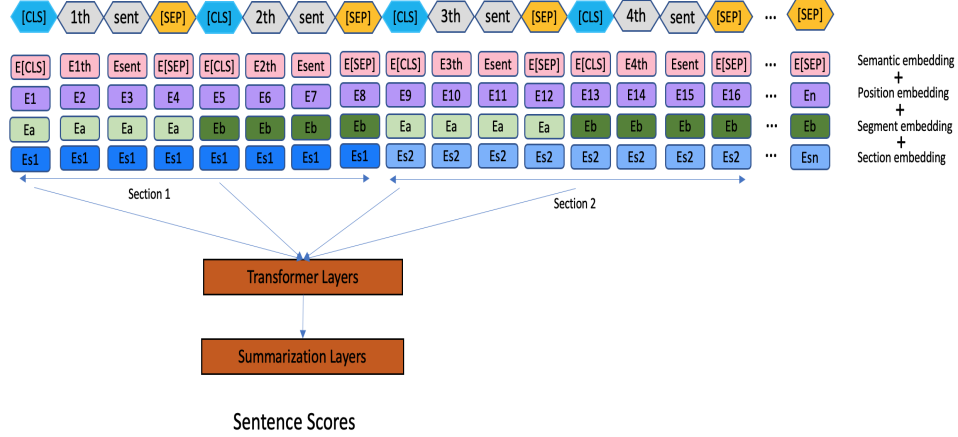 [CLS] 1th sent [SEP] [CLS] 2th sent [SEP] [CLS] 3th sent [SEP] [CLS] 4th sent [SEP] ... [SEP]
E[CLS] E1th Esent E[SEP] E[CLS] E2th Esent E[SEP] E[CLS] E3th Esent E[SEP] E[CLS] E4th Esent E[SEP] ... E[SEP] Semantic embedding
+
E1 E2 E3 E4 E5 E6 E7 E8 E9 E10 E11 E12 E13 E14 E15 E16 ... En Position embedding
+
Ea Ea Ea Ea Eb Eb Eb Eb Ea Ea Ea Ea Eb Eb Eb Eb ... Eb Segment embedding
+
Es1 Es1 Es1 Es1 Es1 Es1 Es1 Es1 Es2 Es2 Es2 Es2 Es2 Es2 Es2 Es2 ... Esn Section embedding
Section 1
Section 2
Transformer Layers
Summarization Layers
Sentence Scores